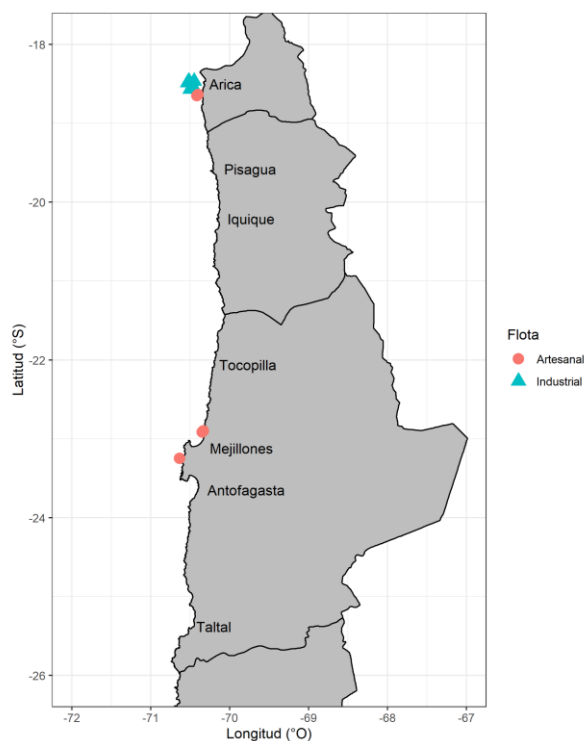 -18
Arica
Pisagua
-20
Iquique
Latitud (°S)
-22
Tocopilla
Flota
Artesanal
Industrial
Mejillones
Antofagasta
-24
Taltal
-26
-72 -71 -70 -69 -68 -67
Longitud (°O)